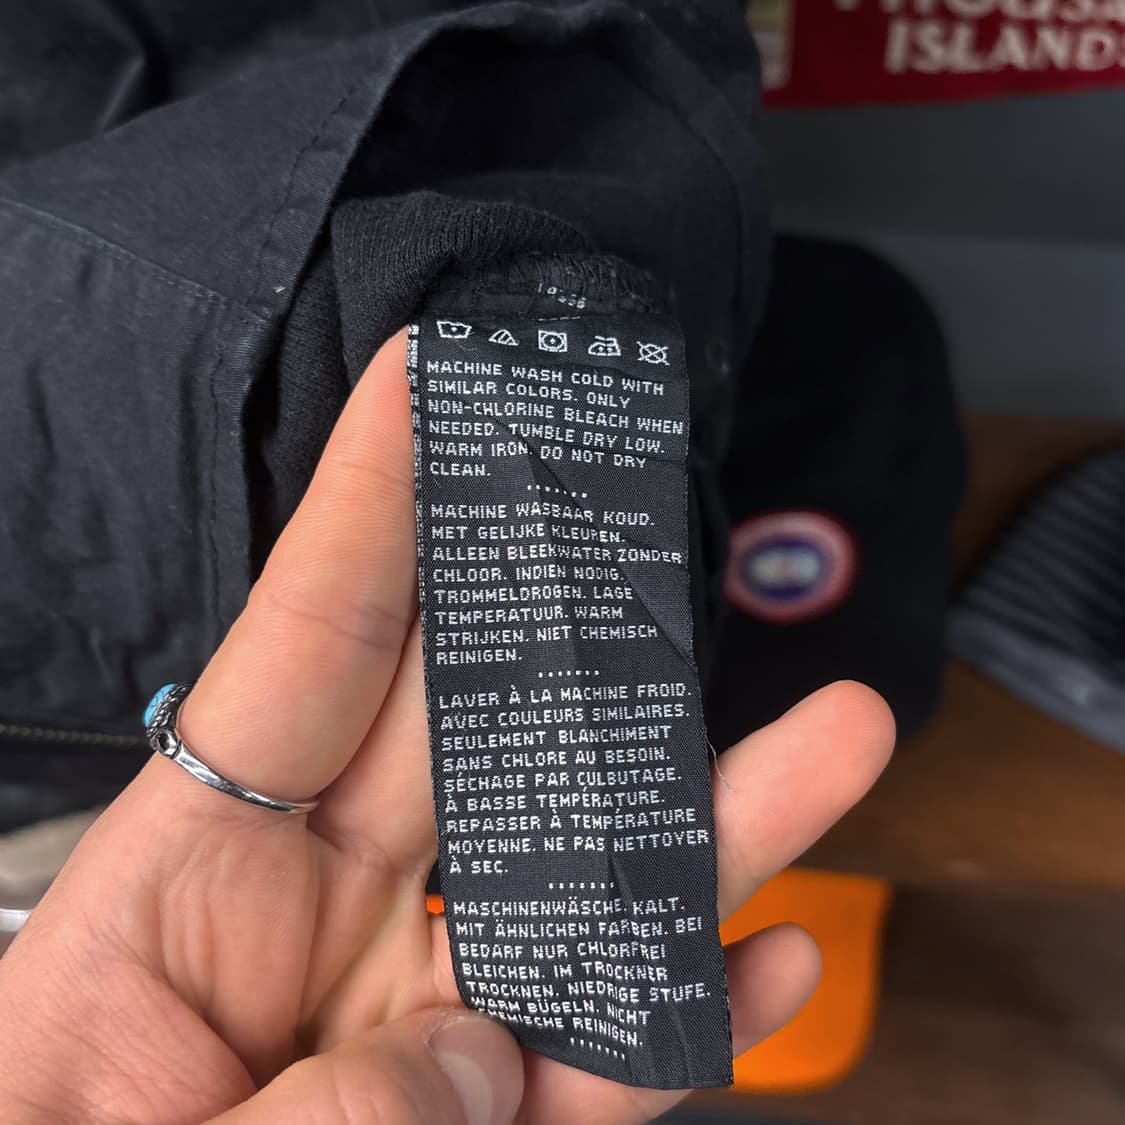 ISLANDS
MACHINE WASH COLD WITH
SIMILAR COLORS. ONLY
NON-CHLORINE BLEACH WHEN
NEEDED. TUMBLE DRY LOW.
WARM IRON. DO NOT DRY
CLEAN.
MACHINE WASBAAR KOUD.
MET GELIJKE KLEUREN.
ALLEEN BLEEKWATER ZONDER
CHLOOR. INDIEN NODIG.
TROMMELDROGEN. LAGE
TEMPERATUUR. WARM
STRIJKEN. NIET CHEMISCH
REINIGEN.
LAVER À LA MACHINE FROID.
AVEC COULEURS SIMILAIRES.
SEULEMENT BLANCHIMENT
SANS CHLORE AU BESOIN.
SÉCHAGE PAR CULBUTAGE.
À BASSE TEMPÉRATURE.
REPASSER À TEMPÉRATURE
MOYENNE. NE PAS NETTOYER
À SEC.
MASCHINENWÄSCHE. KALT.
MIT ÄHNLICHEN FARBEN. BEI
BEDARF NUR CHLORFREI
BLEICHEN. IM TROCKNER
TROCKNEN. NIEDRIGE STUFE.
WARM BÜGELN. NICHT
REINIGEN.